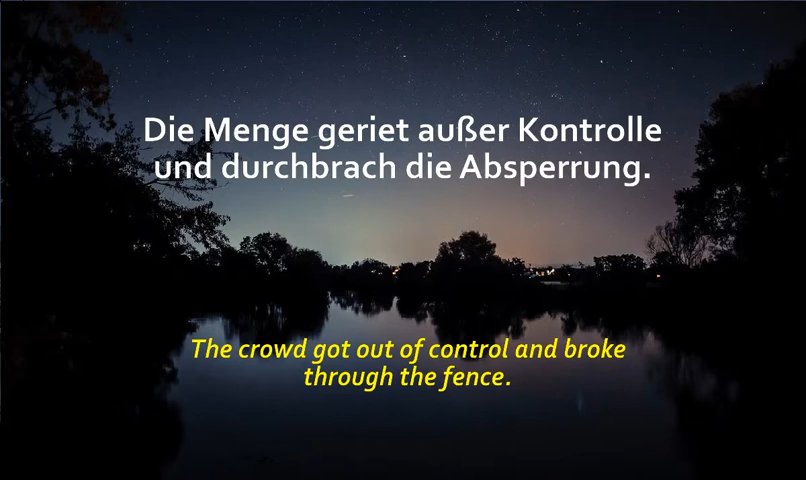 Die Menge geriet außer Kontrolle
und durchbrach die Absperrung.
The crowd got out of control and broke
through the fence.